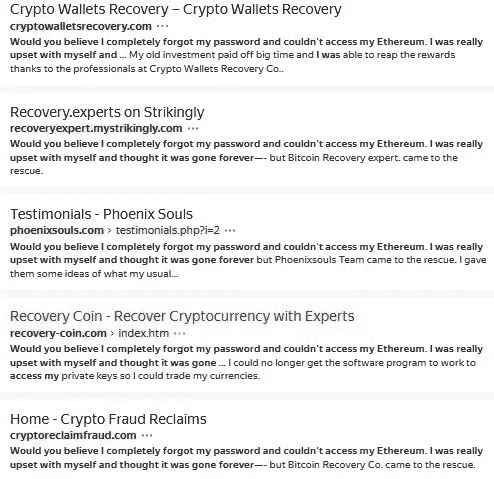 Crypto Wallets Recovery – Crypto Wallets Recovery
cryptowalletsrecovery.com ···
Would you believe I completely forgot my password and couldn't access my Ethereum. I was really
upset with myself and ... My old investment paid off big time and I was able to reap the rewards
thanks to the professionals at Crypto Wallets Recovery Co..
Recovery.experts on Strikingly
recoveryexpert.mystrikingly.com ···
Would you believe I completely forgot my password and couldn't access my Ethereum. I was really
upset with myself and thought it was gone forever—- but Bitcoin Recovery expert. came to the
rescue.
Testimonials - Phoenix Souls
phoenixsouls.com › testimonials.php?i=2 ···
Would you believe I completely forgot my password and couldn't access my Ethereum. I was really
upset with myself and thought it was gone forever but Phoenixsouls Team came to the rescue. I gave
them some ideas of what my usual...
Recovery Coin - Recover Cryptocurrency with Experts
recovery-coin.com › index.htm ···
Would you believe I completely forgot my password and couldn't access my Ethereum. I was really
upset with myself and thought it was gone ... I could no longer get the software program to work to
access my private keys so I could trade my currencies.
Home - Crypto Fraud Reclaims
cryptoreclaimfraud.com ···
Would you believe I completely forgot my password and couldn't access my Ethereum. I was really
upset with myself and thought it was gone forever—- but Bitcoin Recovery Co. came to the rescue.